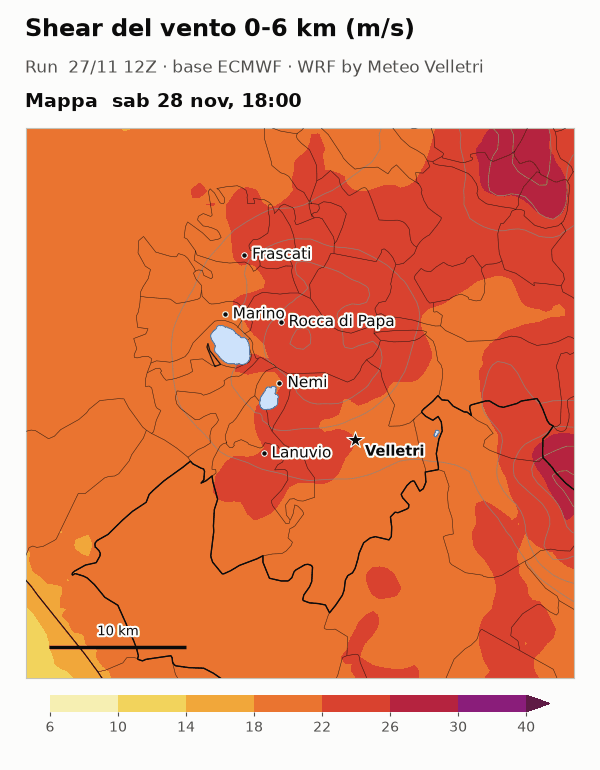 Shear del vento 0-6 km (m/s)
Run  27/11 12Z · base ECMWF · WRF by Meteo Velletri
Mappa  sab 28 nov, 18:00
Frascati
Marino
Rocca di Papa
Nemi
Velletri
Lanuvio
10 km
6 10 14 18 22 26 30 40